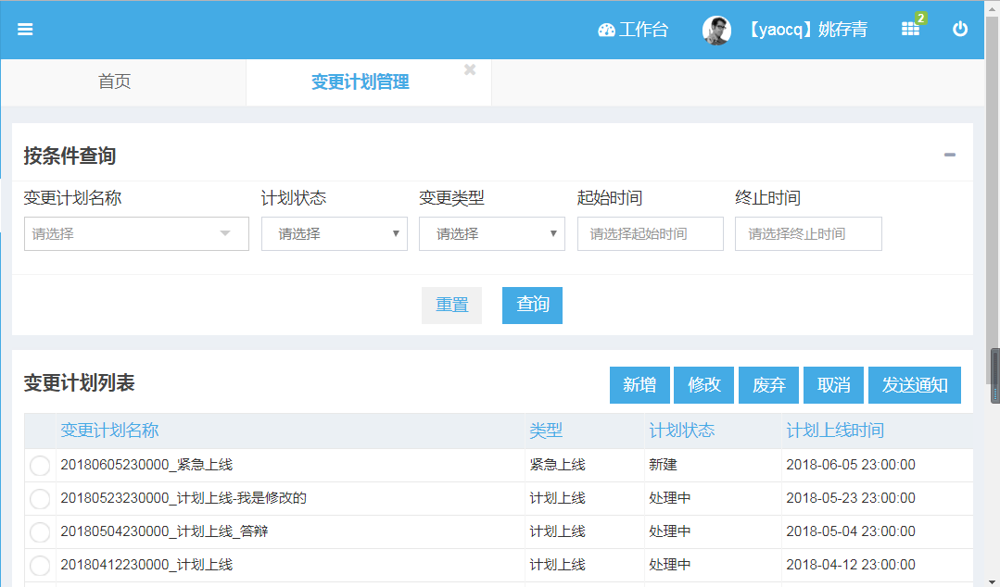 工作台 【yaocq】姚存青 2
首页 变更计划管理
按条件查询
变更计划名称 计划状态 变更类型 起始时间 终止时间
请选择 请选择 请选择 请选择起始时间 请选择终止时间
重置 查询
变更计划列表 新增 修改 废弃 取消 发送通知
变更计划名称 类型 计划状态 计划上线时间
20180605230000_紧急上线 紧急上线 新建 2018-06-05 23:00:00
20180523230000_计划上线-我是修改的 计划上线 处理中 2018-05-23 23:00:00
20180504230000_计划上线_答辩 计划上线 处理中 2018-05-04 23:00:00
20180412230000_计划上线 计划上线 处理中 2018-04-12 23:00:00